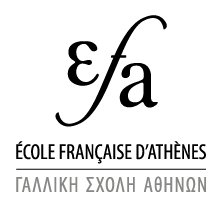 εfa
ÉCOLE FRANÇAISE D'ATHÈNES
ΓΑΛΛΙΚΗ ΣΧΟΛΗ ΑΘΗΝΩΝ